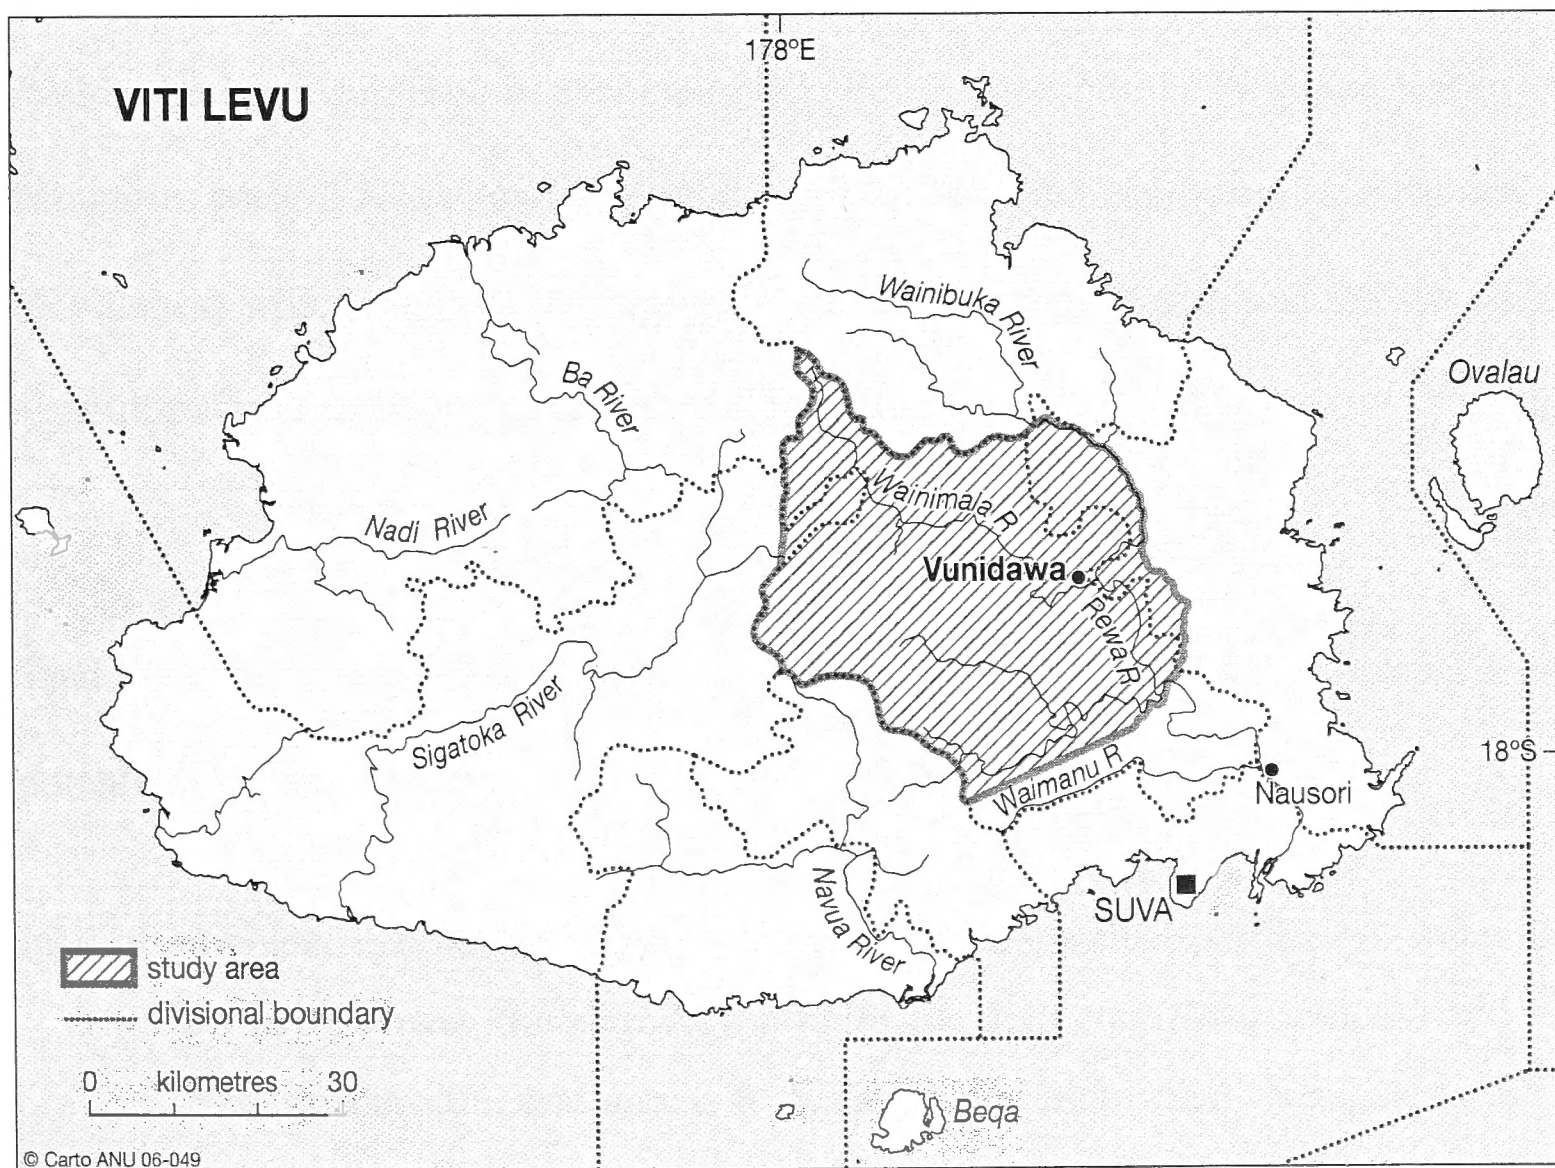 178°E
VITI LEVU
Wainibuka River
Ba River
Ovalau
Wainimala R
Nadi River
Vunidawa
Rewa R
Sigatoka River
18°S
Waimanu R
Nausori
Navua River
SUVA
study area
divisional boundary
0 kilometres 30
Beqa
© Carto ANU 06-049